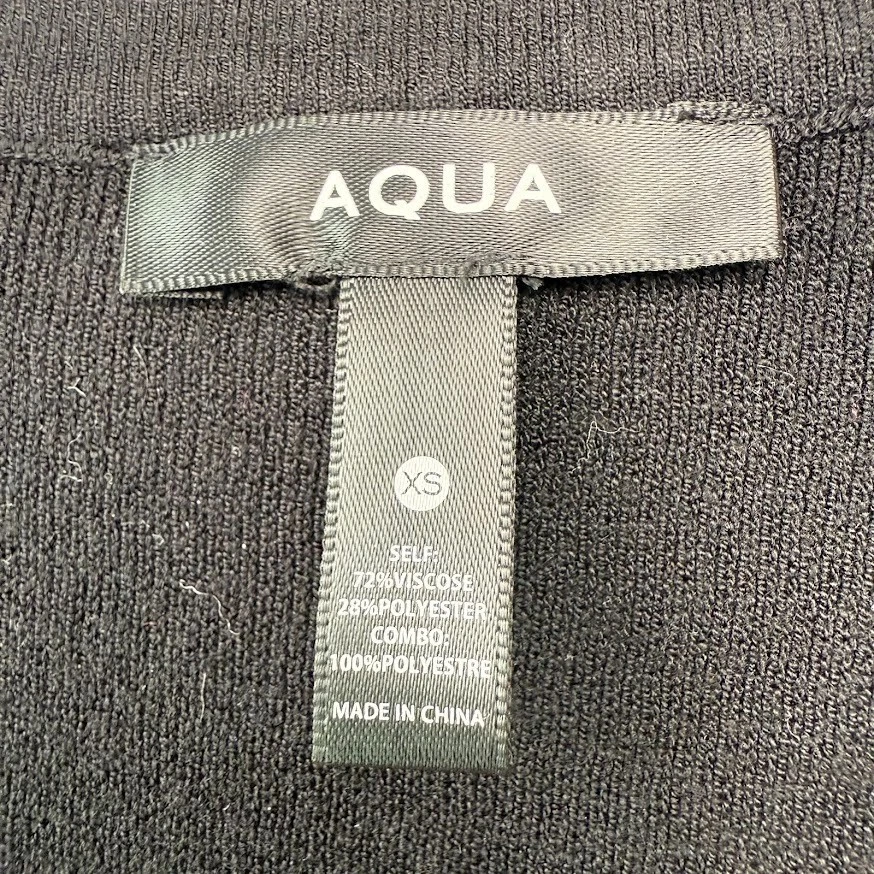 AQUA
XS
SELF:
72%VISCOSE
28%POLYESTER
COMBO:
100%POLYESTRE
MADE IN CHINA